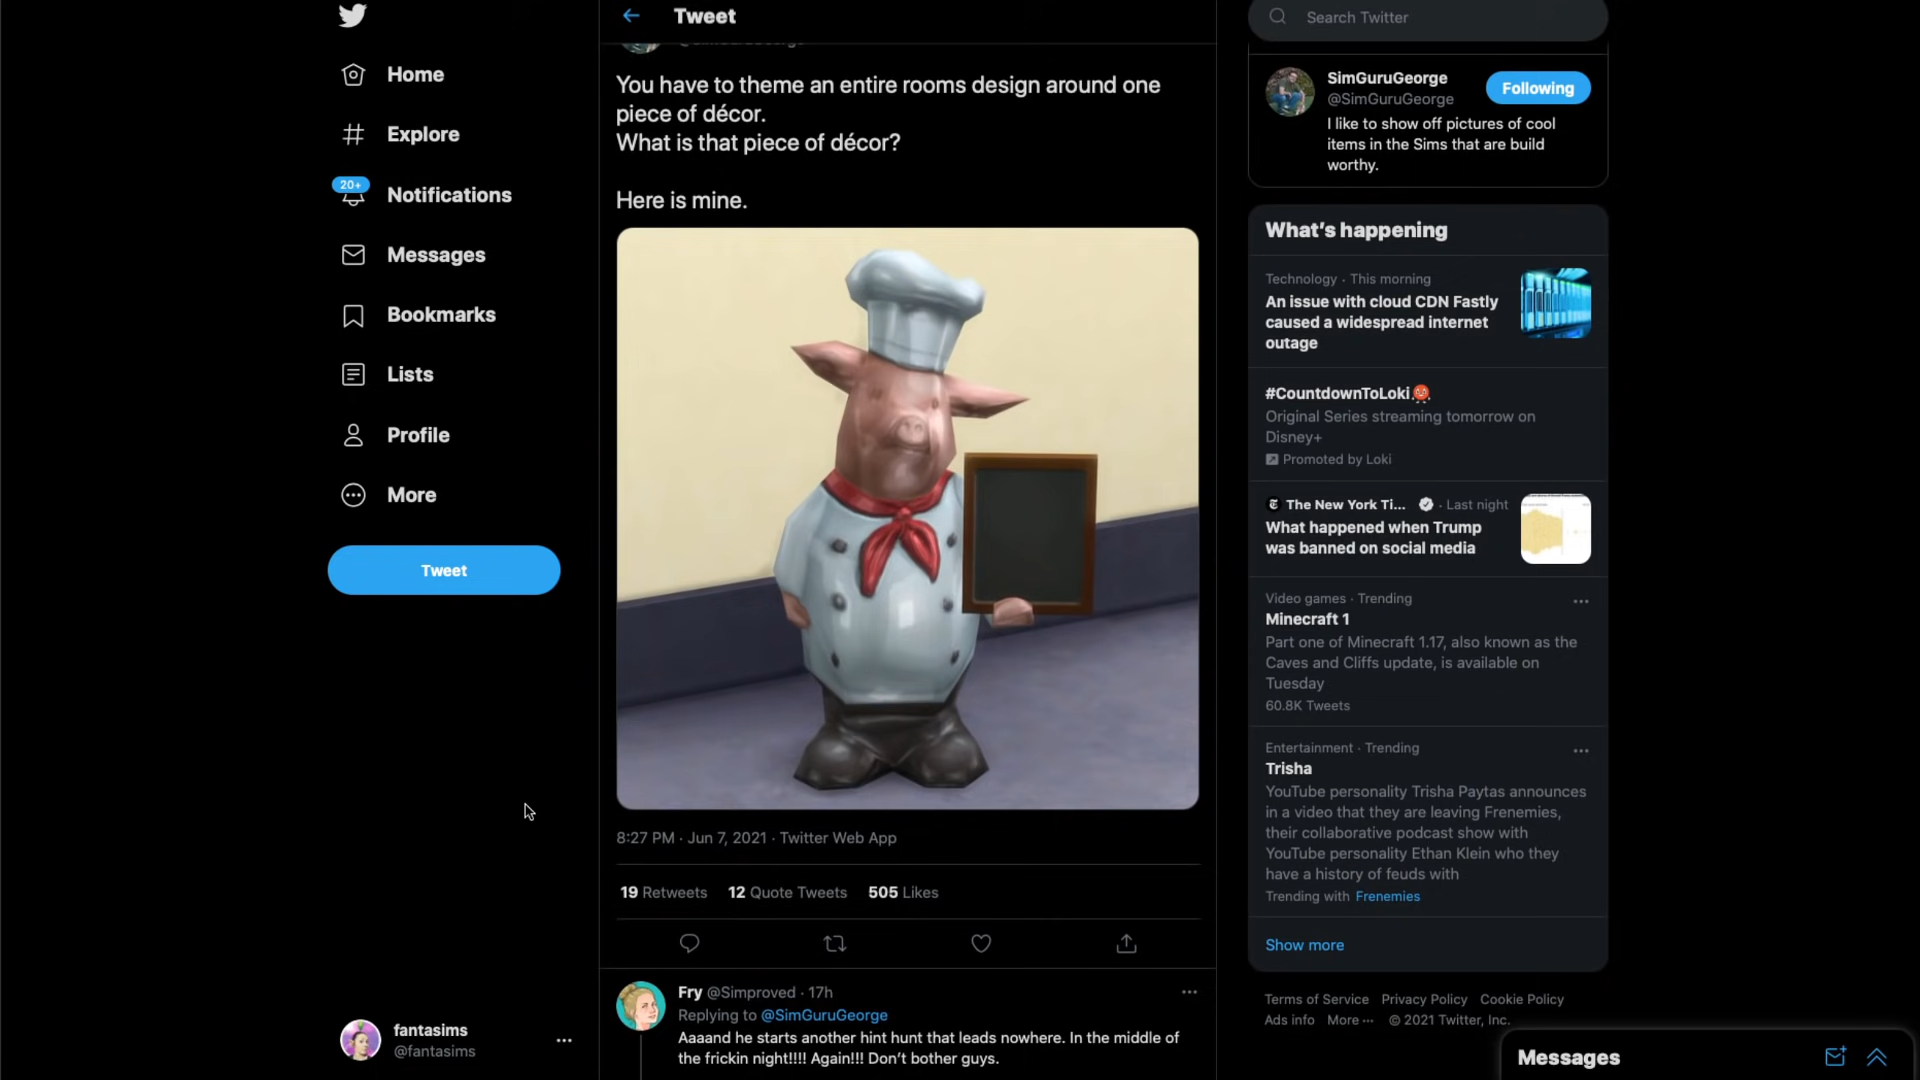 Home
Explore
20+
Notifications
Messages
Bookmarks
Lists
Profile
More
Tweet
fantasims
@fantasims
Tweet
You have to theme an entire rooms design around one
piece of décor.
What is that piece of décor?
Here is mine.
8:27 PM · Jun 7, 2021 · Twitter Web App
19 Retweets 12 Quote Tweets 505 Likes
Fry @Simproved · 17h
Replying to @SimGuruGeorge
Aaaand he starts another hint hunt that leads nowhere. In the middle of
the frickin night!!!! Again!!! Don't bother guys.
Search Twitter
SimGuruGeorge
@SimGuruGeorge
Following
I like to show off pictures of cool
items in the Sims that are build
worthy.
What's happening
Technology · This morning
An issue with cloud CDN Fastly
caused a widespread internet
outage
#CountdownToLoki
Original Series streaming tomorrow on
Disney+
Promoted by Loki
The New York Ti... · Last night
What happened when Trump
was banned on social media
Video games · Trending
Minecraft 1
Part one of Minecraft 1.17, also known as the
Caves and Cliffs update, is available on
Tuesday
60.8K Tweets
Entertainment · Trending
Trisha
YouTube personality Trisha Paytas announces
in a video that they are leaving Frenemies,
their collaborative podcast show with
YouTube personality Ethan Klein who they
have a history of feuds with
Trending with Frenemies
Show more
Terms of Service Privacy Policy Cookie Policy
Ads info More ··· © 2021 Twitter, Inc.
Messages